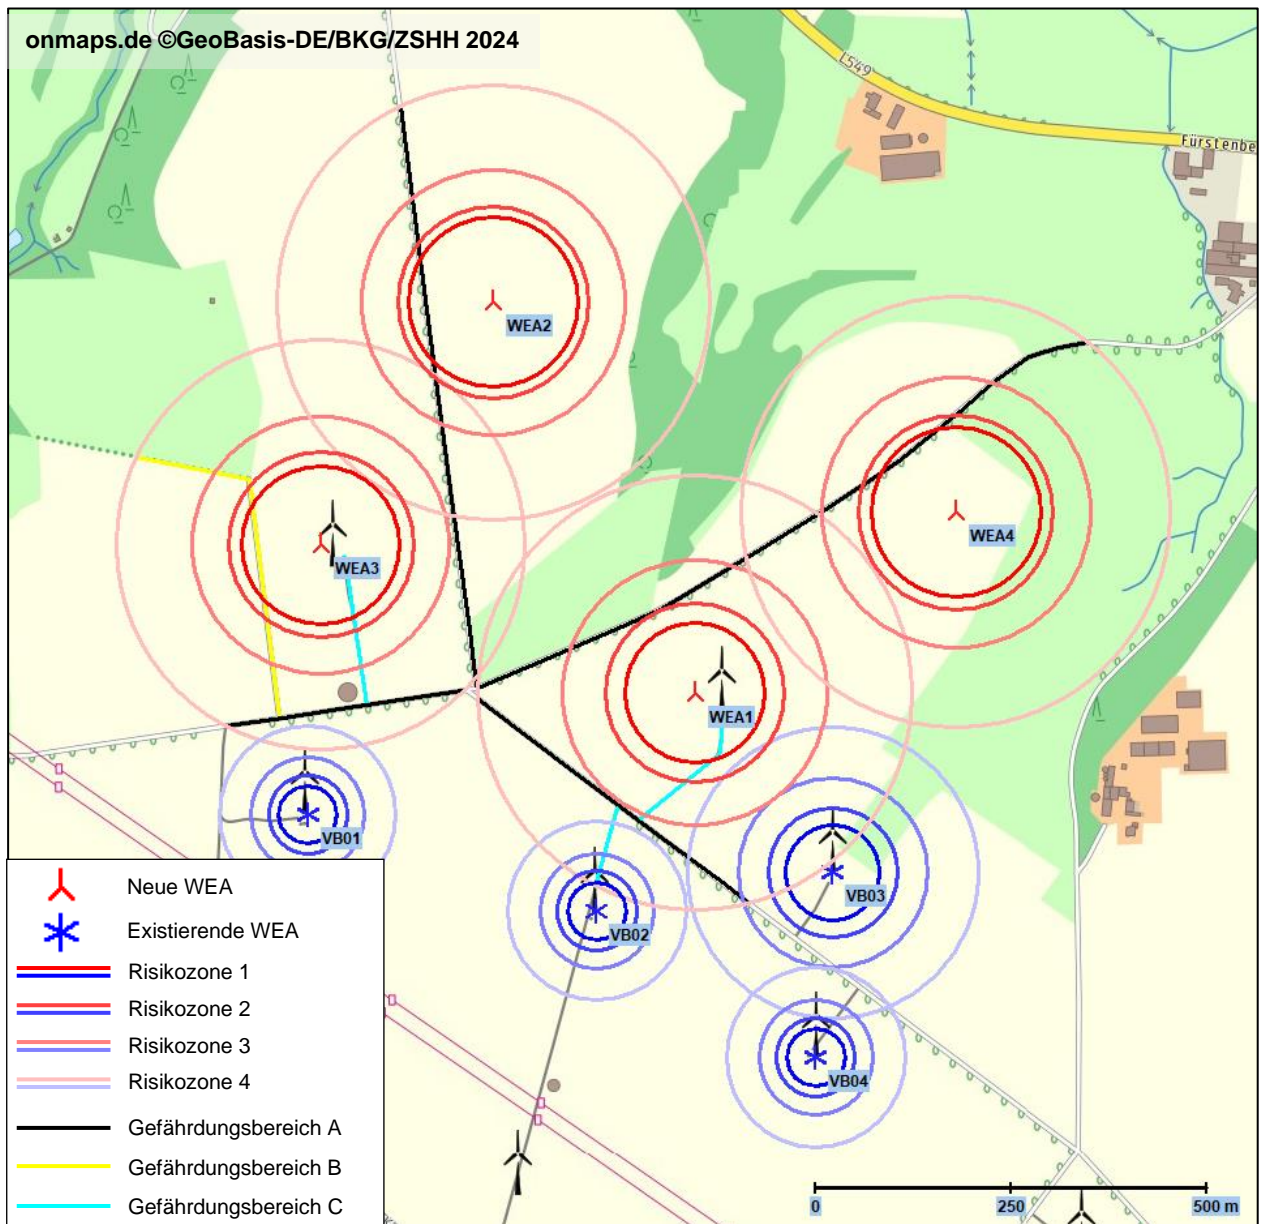 onmaps.de ©GeoBasis-DE/BKG/ZSHH 2024
L549
Fürstenbe
WEA2
WEA4
WEA3
WEA1
VB01
VB03
VB02
VB04
Neue WEA
Existierende WEA
Risikozone 1
Risikozone 2
Risikozone 3
Risikozone 4
Gefährdungsbereich A
Gefährdungsbereich B
Gefährdungsbereich C
0 250 500 m